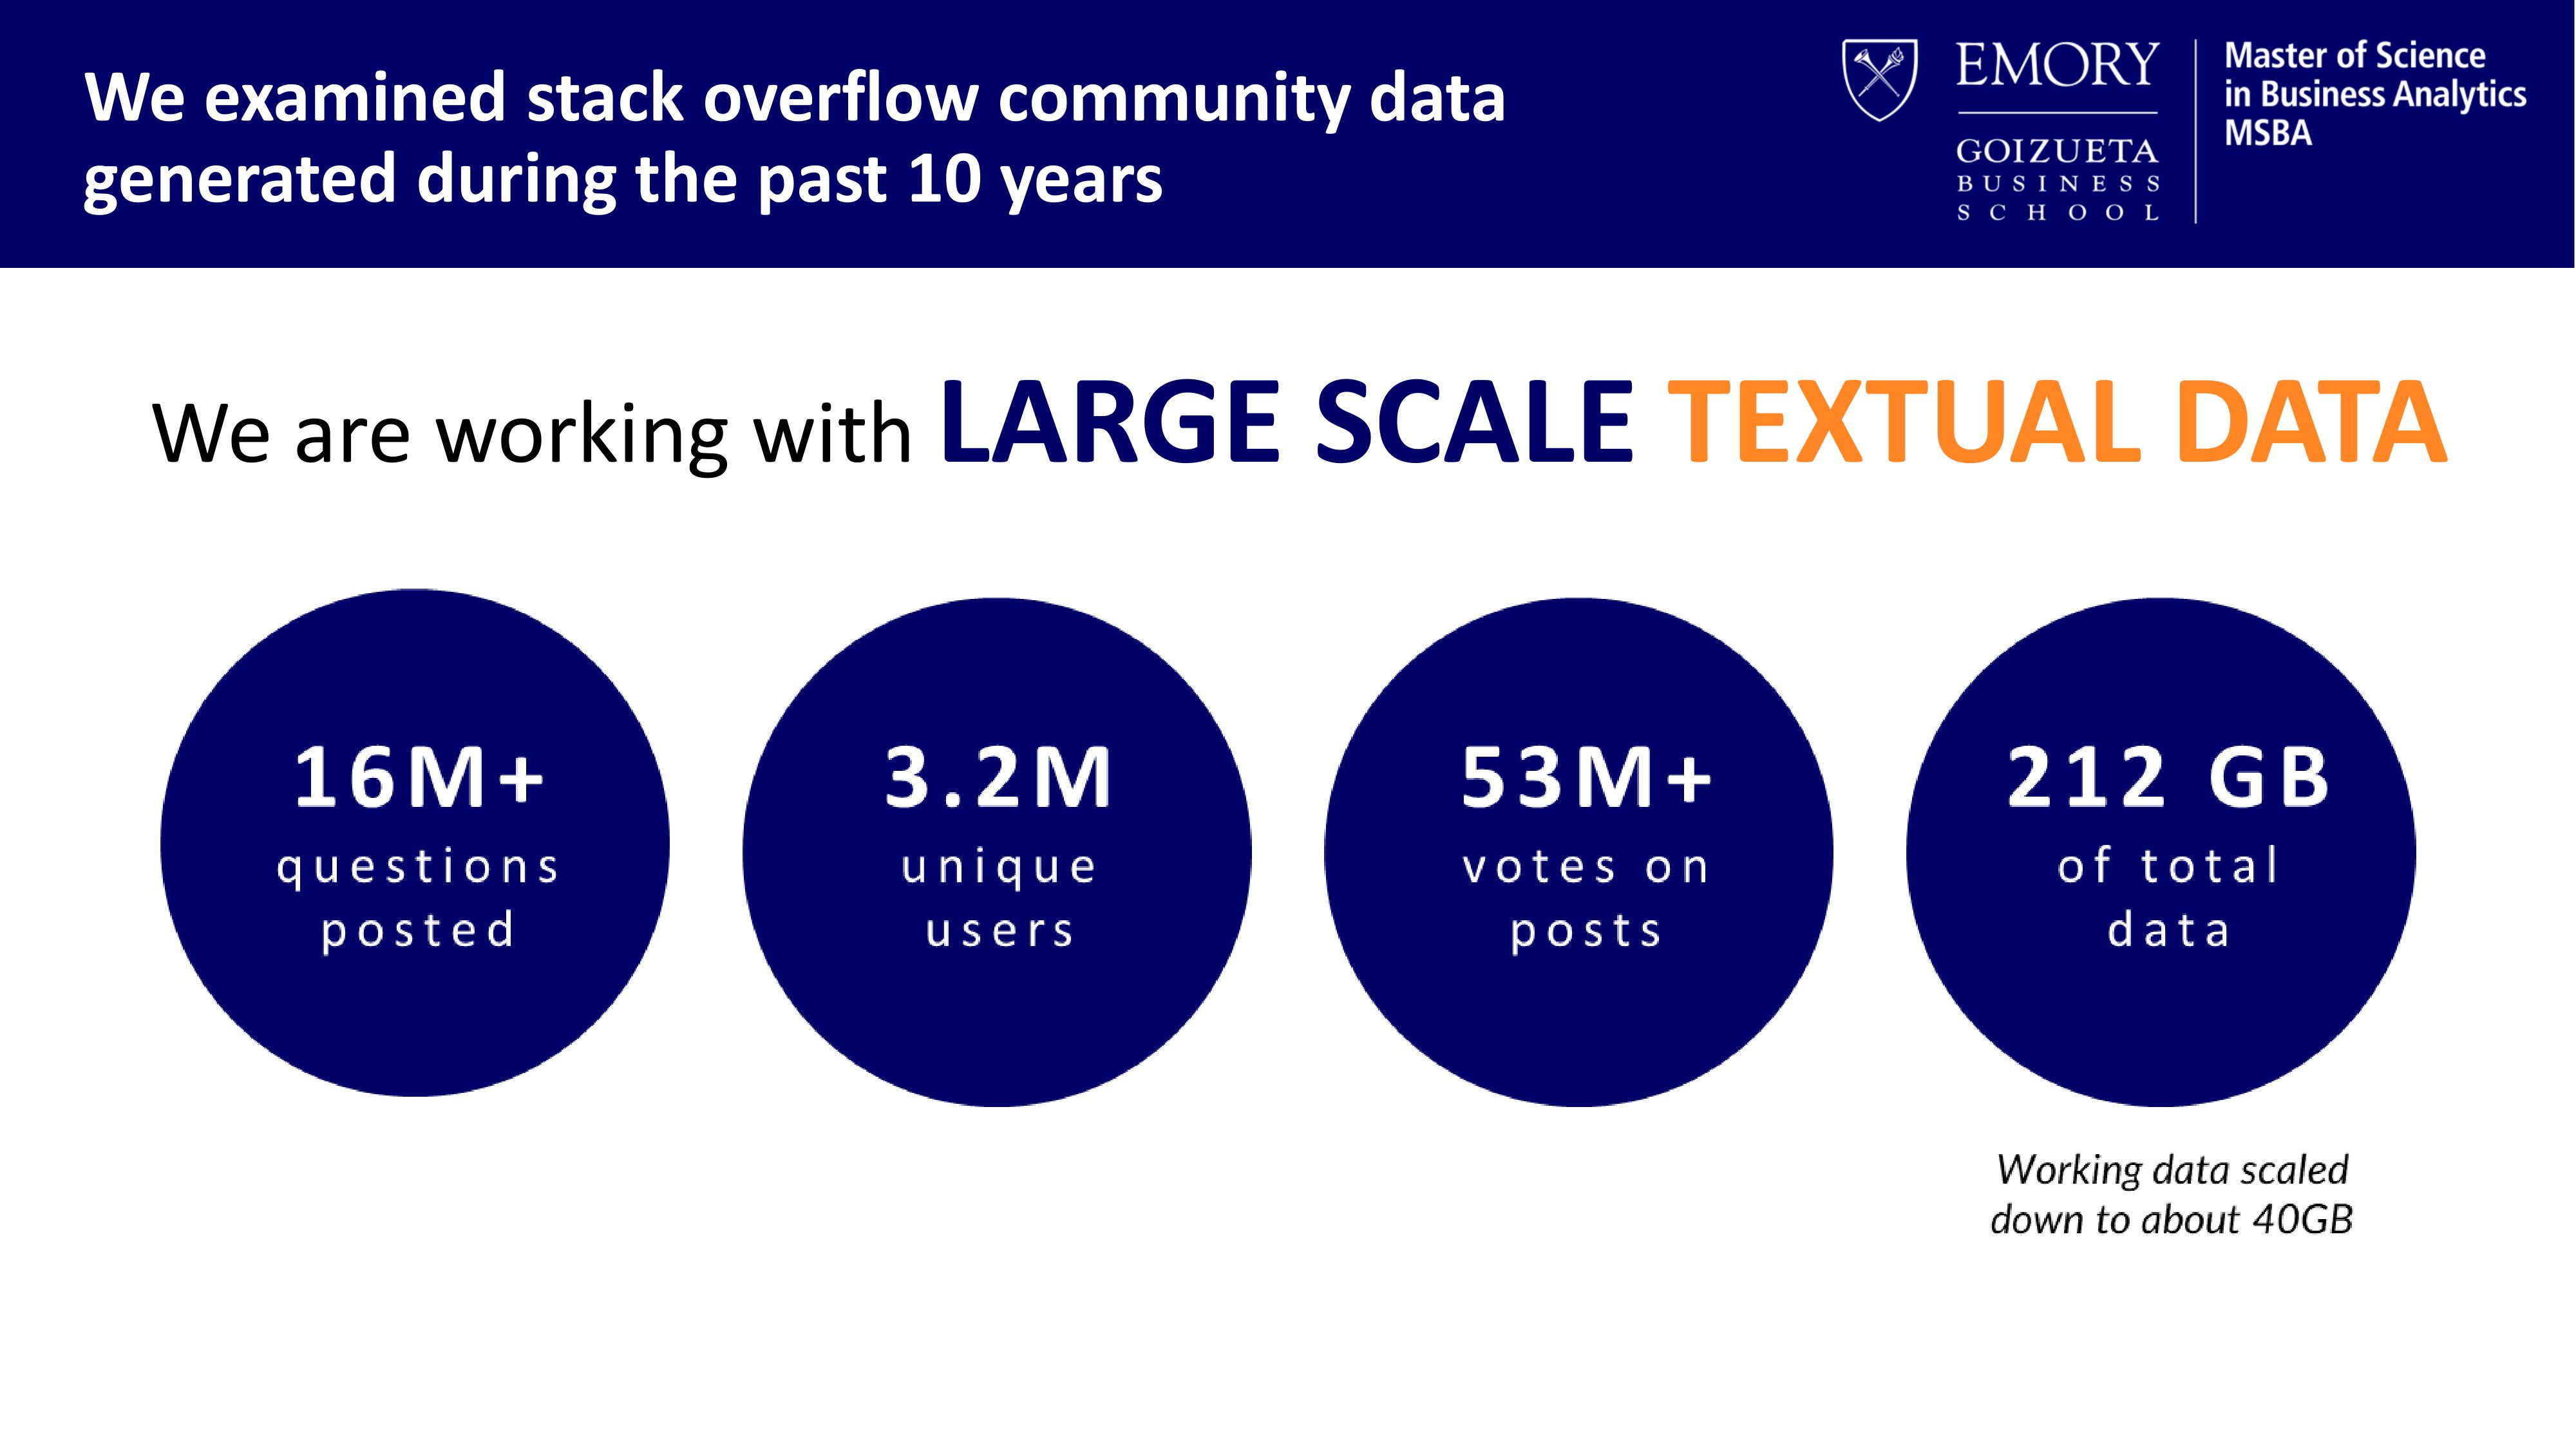 We examined stack overflow community data
generated during the past 10 years
EMORY
GOIZUETA
BUSINESS
SCHOOL
Master of Science
in Business Analytics
MSBA
We are working with LARGE SCALE TEXTUAL DATA
16M+
questions
posted
3.2M
unique
users
53M+
votes on
posts
212 GB
of total
data
Working data scaled
down to about 40GB